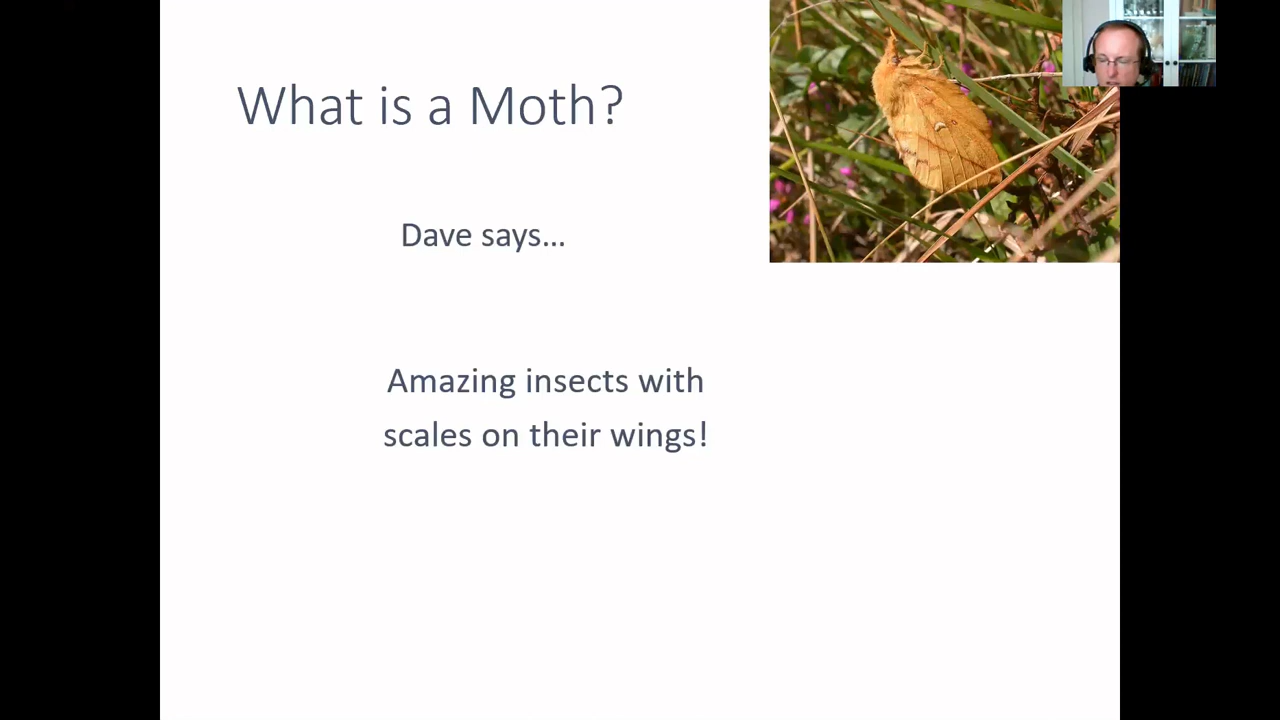 What is a Moth?
Dave says...
Amazing insects with
scales on their wings!